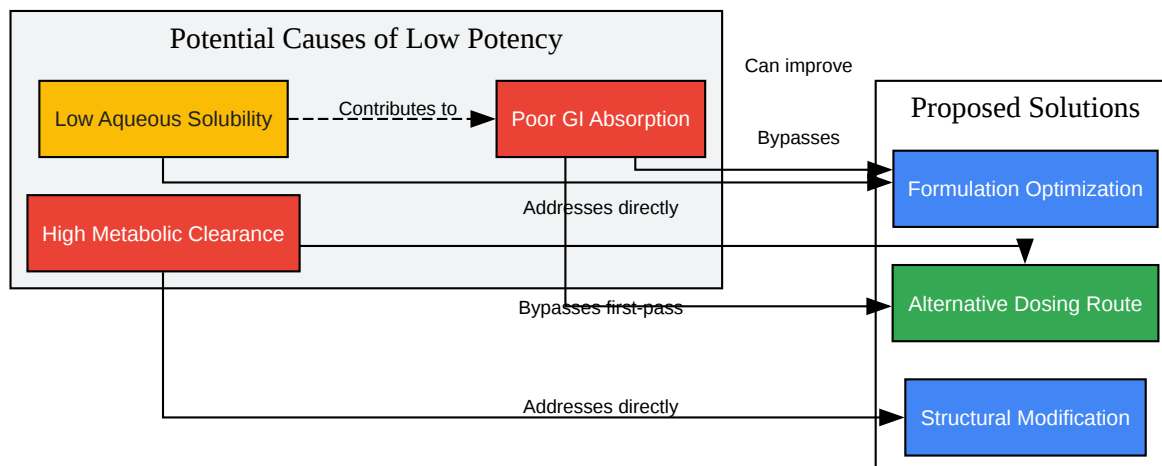 Potential Causes of Low Potency
Can improve
Low Aqueous Solubility
Contributes to
Poor GI Absorption
Proposed Solutions
Bypasses
Formulation Optimization
Addresses directly
High Metabolic Clearance
Bypasses first-pass
Alternative Dosing Route
Addresses directly
Structural Modification